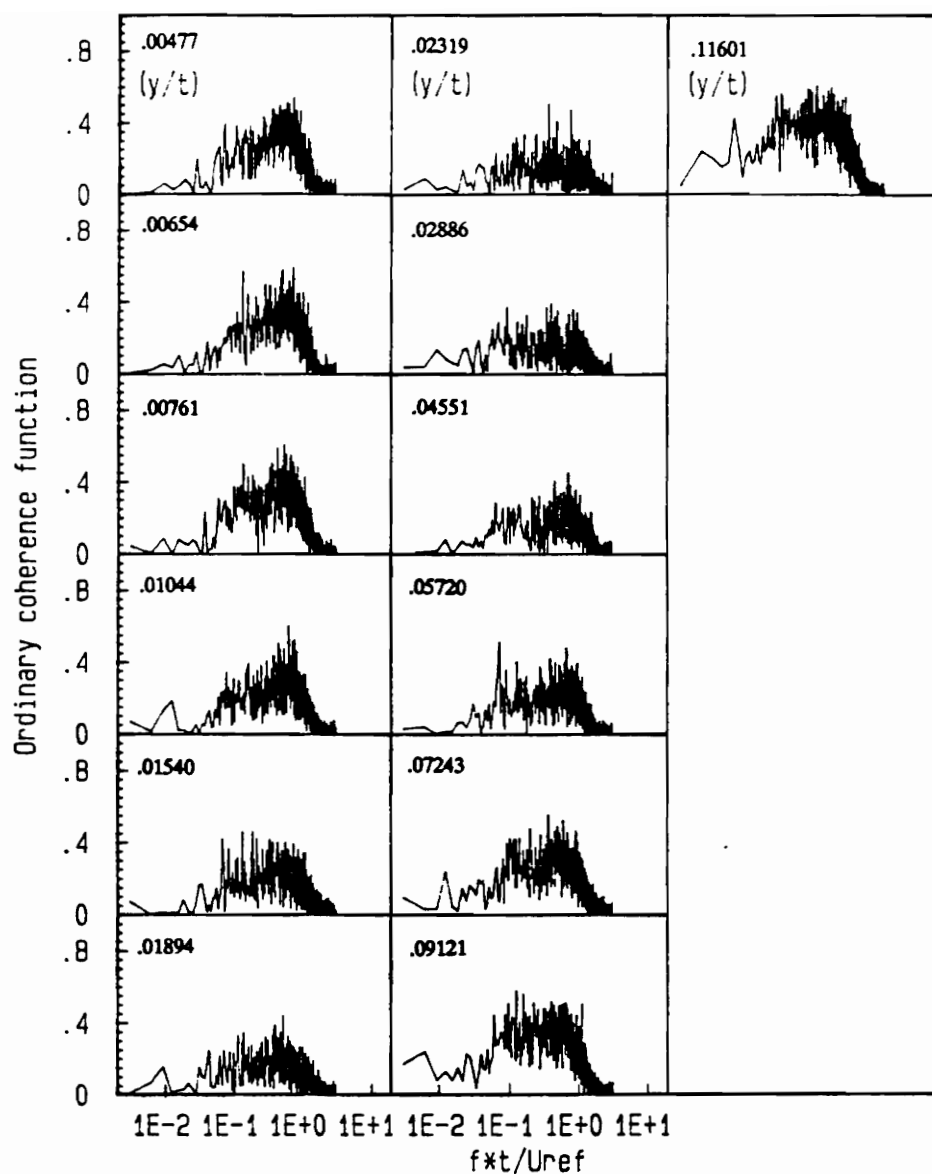 .8 .00477 .02319 .11601
(y/t) (y/t) (y/t)
.4
0
.8 .00654 .02886
.4
0
.8 .00761 .04551
.4
0
.8 .01044 .05720
.4
0
.8 .01540 .07243
.4
0
.8 .01894 .09121
.4
0
Ordinary coherence function
1E-2 1E-1 1E+0 1E+1 1E-2 1E-1 1E+0 1E+1
f*t/Uref